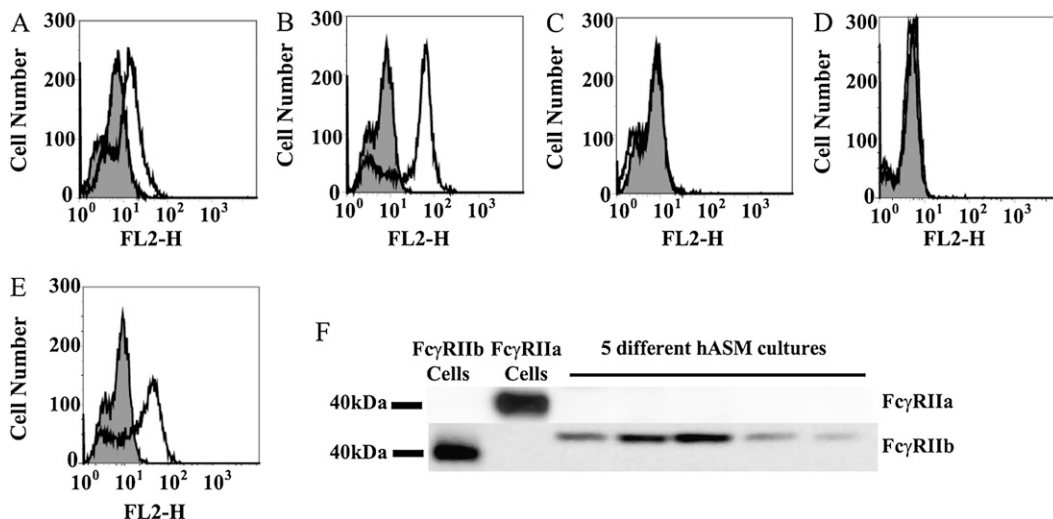 A
300
200
100
0
Cell Number
10⁰ 10¹ 10² 10³
FL2-H
B
300
200
100
0
Cell Number
10⁰ 10¹ 10² 10³
FL2-H
C
300
200
100
0
Cell Number
10⁰ 10¹ 10² 10³
FL2-H
D
300
200
100
0
Cell Number
10⁰ 10¹ 10² 10³
FL2-H
E
300
200
100
0
Cell Number
10⁰ 10¹ 10² 10³
FL2-H
F
FcγRIIb Cells
FcγRIIa Cells
5 different hASM cultures
40kDa
FcγRIIa
40kDa
FcγRIIb